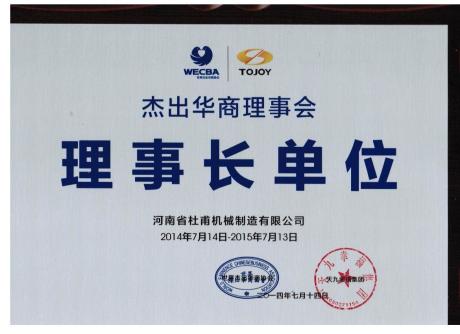 WECBA
TOJOY
杰出华商理事会
理事长单位
河南省杜甫机械制造有限公司
2014年7月14日-2015年7月13日
二〇一四年七月十四日